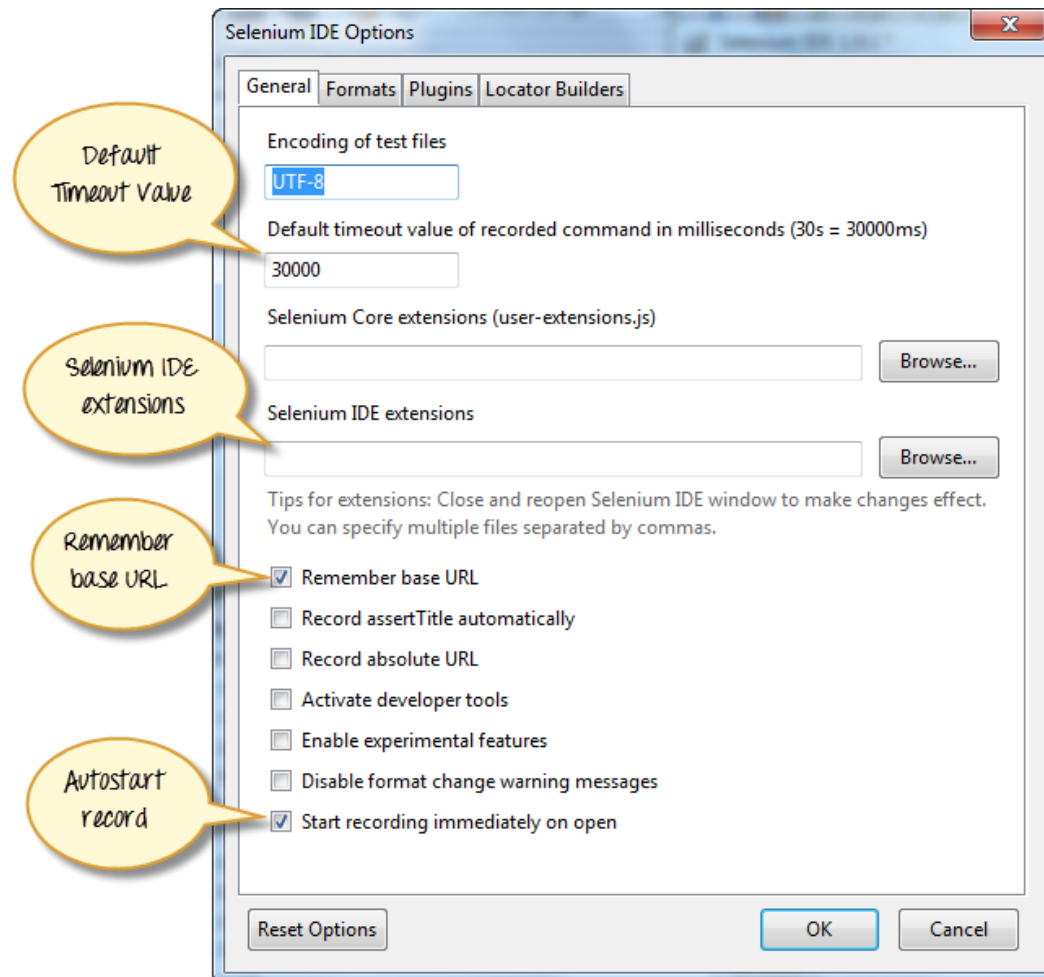 Selenium IDE Options
General
Formats
Plugins
Locator Builders
Encoding of test files
UTF-8
Default
Timeout Value
Default timeout value of recorded command in milliseconds (30s = 30000ms)
30000
Selenium Core extensions (user-extensions.js)
Browse...
Selenium IDE
extensions
Selenium IDE extensions
Browse...
Tips for extensions: Close and reopen Selenium IDE window to make changes effect.
You can specify multiple files separated by commas.
Remember
base URL
Remember base URL
Record assertTitle automatically
Record absolute URL
Activate developer tools
Enable experimental features
Disable format change warning messages
Autostart
record
Start recording immediately on open
Reset Options
OK
Cancel